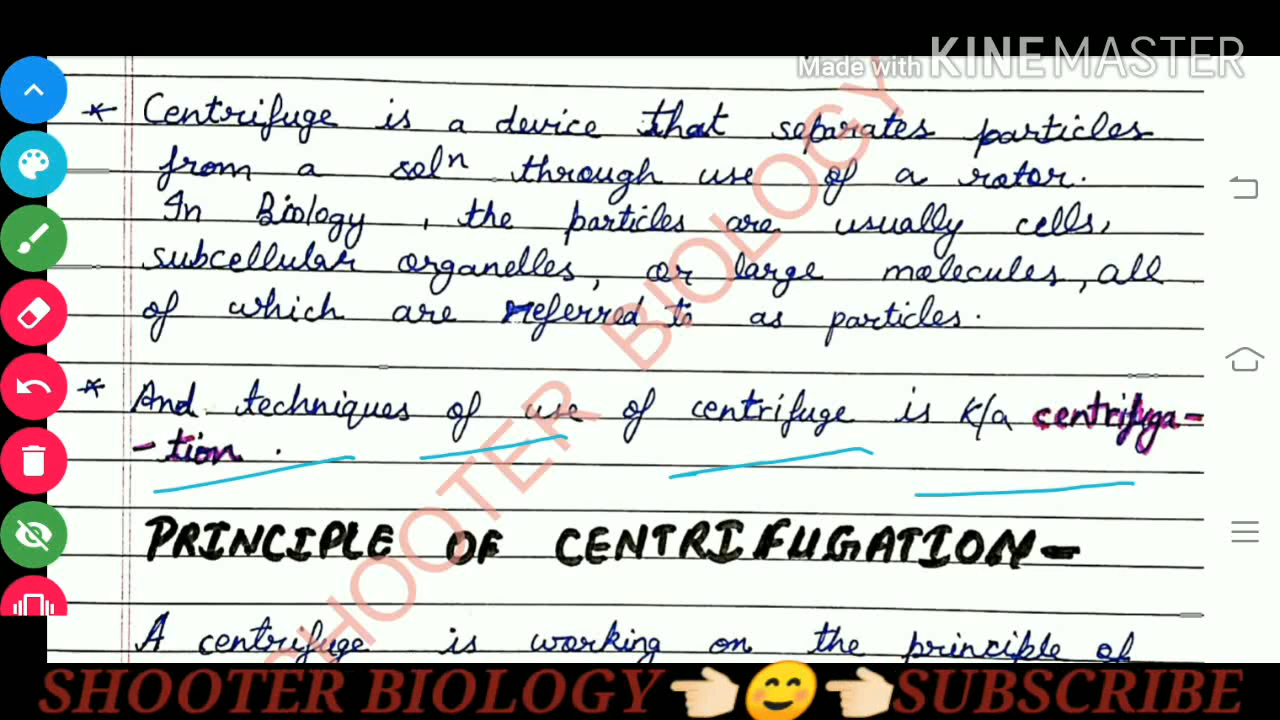 Made with KINEMASTER
* Centrifuge is a device that separates particles
from a solⁿ through use of a rotor.
In Biology, the particles are usually cells,
subcellular organelles, or large molecules, all
of which are referred to as particles.
* And techniques of use of centrifuge is k/a centrifuga-
-tion.
PRINCIPLE OF CENTRIFUGATION-
A centrifuge is working on the principle of
SHOOTER BIOLOGY
SHOOTER BIOLOGY 👈🏻😊👈🏻 SUBSCRIBE